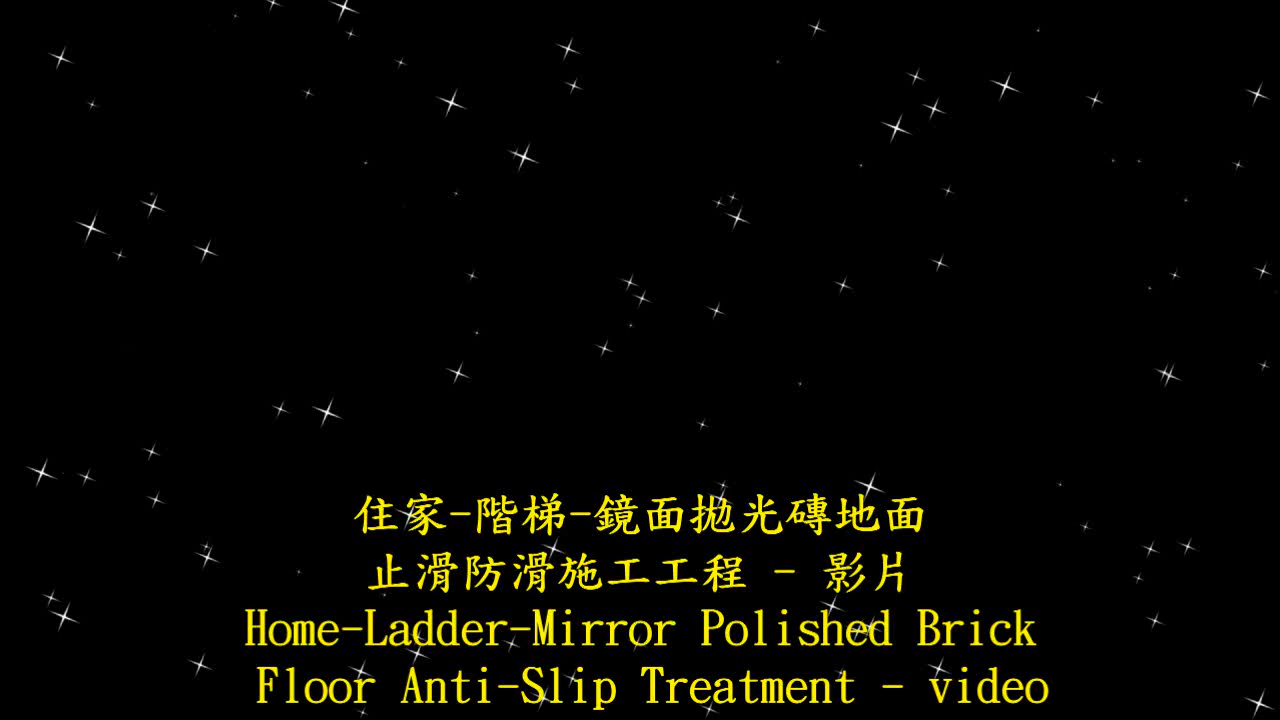 住家-階梯-鏡面拋光磚地面
止滑防滑施工工程 - 影片
Home-Ladder-Mirror Polished Brick
Floor Anti-Slip Treatment - video